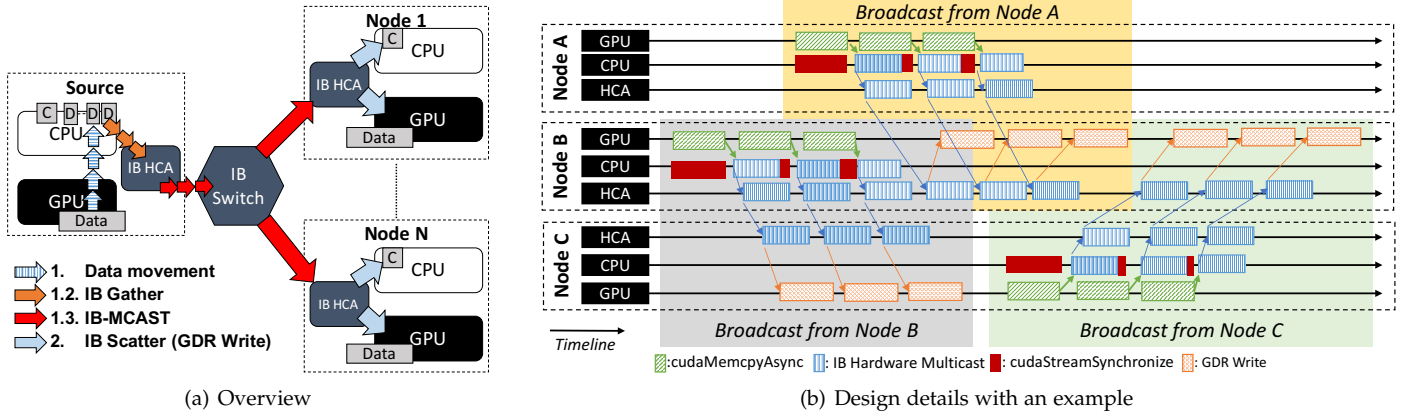 Source
C
D
D
D
CPU
IB HCA
GPU
Data
IB
Switch
Node 1
C
CPU
IB HCA
GPU
Data
Node N
C
CPU
IB HCA
GPU
Data
1. Data movement
1.2. IB Gather
1.3. IB-MCAST
2. IB Scatter (GDR Write)
(a) Overview
Broadcast from Node A
Node A
GPU
CPU
HCA
Node B
GPU
CPU
HCA
Node C
HCA
CPU
GPU
Broadcast from Node B
Broadcast from Node C
Timeline
:cudaMemcpyAsync
: IB Hardware Multicast
: cudaStreamSynchronize
: GDR Write
(b) Design details with an example